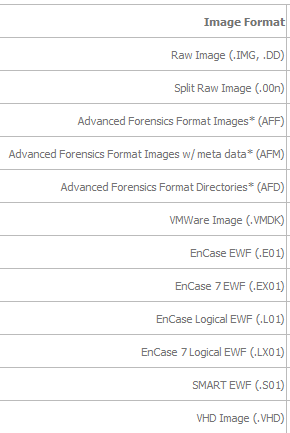 Image Format
Raw Image (.IMG, .DD)
Split Raw Image (.00n)
Advanced Forensics Format Images* (AFF)
Advanced Forensics Format Images w/ meta data* (AFM)
Advanced Forensics Format Directories* (AFD)
VMWare Image (.VMDK)
EnCase EWF (.E01)
EnCase 7 EWF (.EX01)
EnCase Logical EWF (.L01)
EnCase 7 Logical EWF (.LX01)
SMART EWF (.S01)
VHD Image (.VHD)